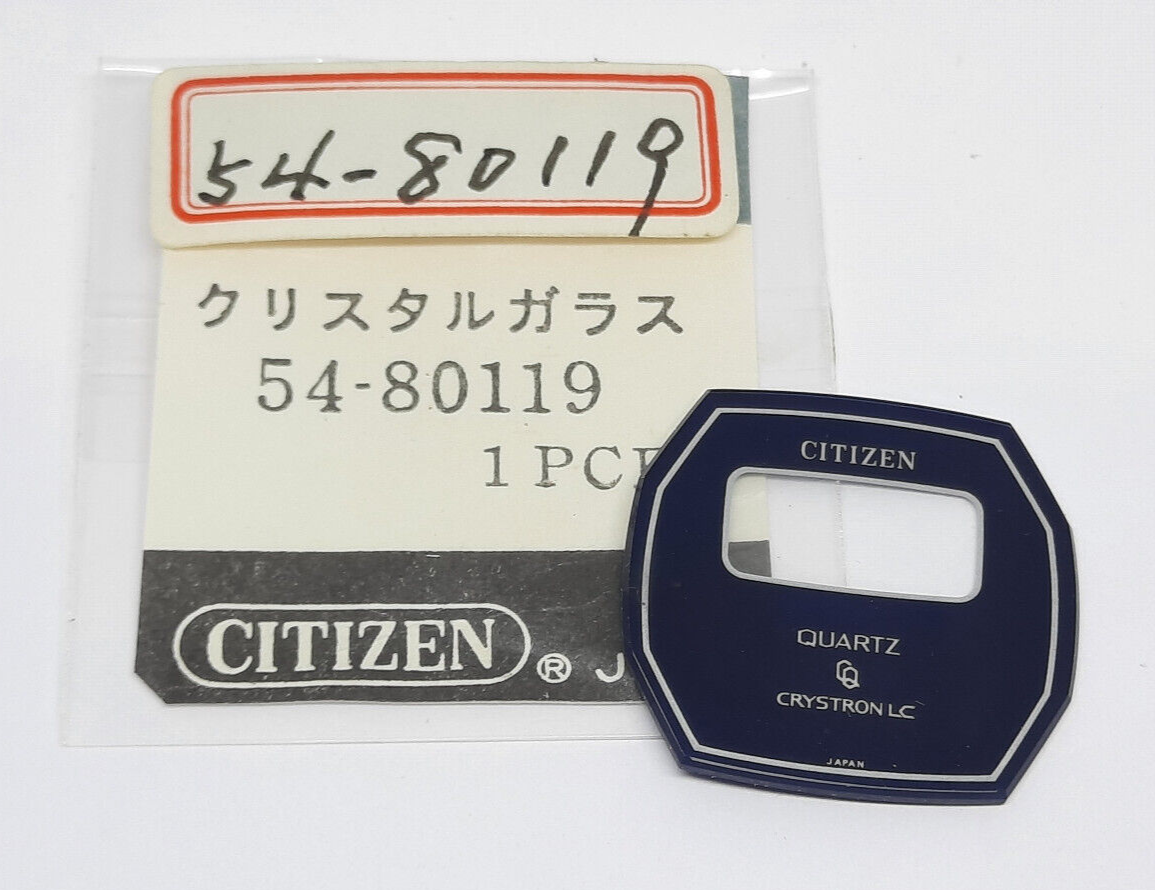 54-80119
クリスタルガラス
54-80119
1 PC
CITIZEN ® J
CITIZEN
QUARTZ
CRYSTRON LC
JAPAN